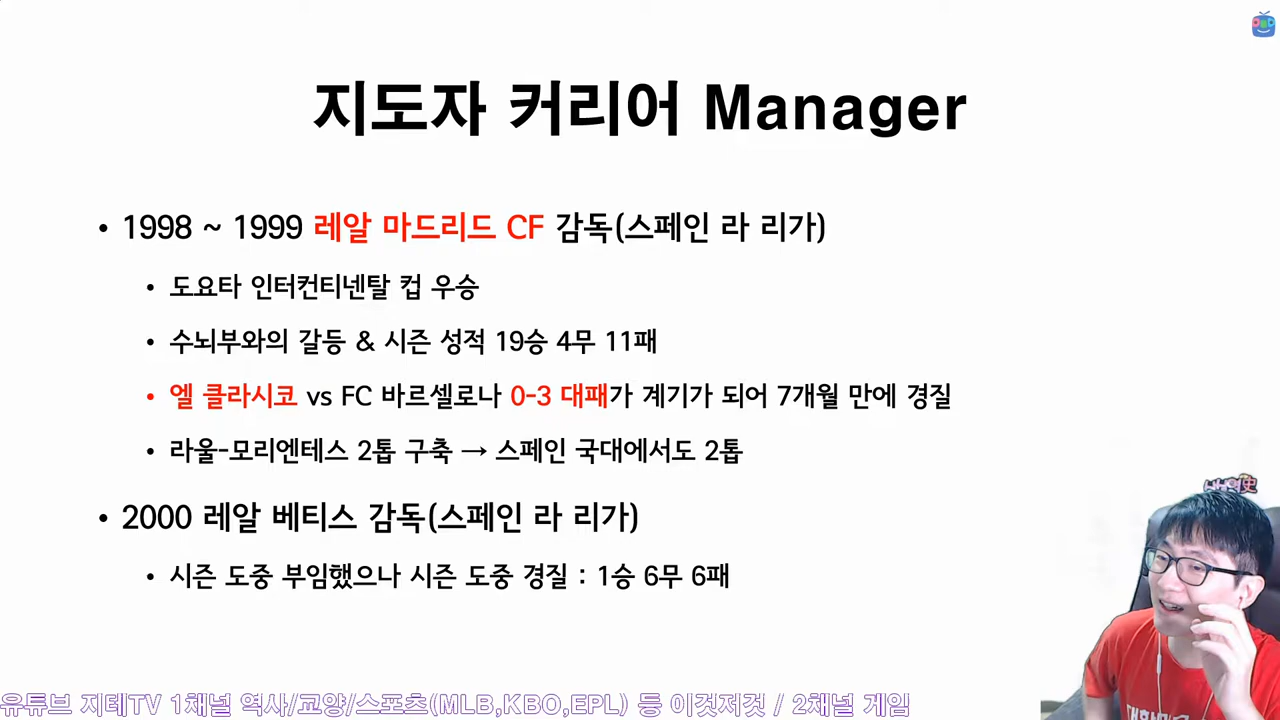 지도자 커리어 Manager
• 1998 ~ 1999 레알 마드리드 CF 감독(스페인 라 리가)
• 도요타 인터컨티넨탈 컵 우승
• 수뇌부와의 갈등 & 시즌 성적 19승 4무 11패
• 엘 클라시코 vs FC 바르셀로나 0-3 대패가 계기가 되어 7개월 만에 경질
• 라울-모리엔테스 2톱 구축 → 스페인 국대에서도 2톱
• 2000 레알 베티스 감독(스페인 라 리가)
• 시즌 도중 부임했으나 시즌 도중 경질 : 1승 6무 6패
유튜브 지테TV 1채널 역사/교양/스포츠(MLB,KBO,EPL) 등 이것저것 / 2채널 게임